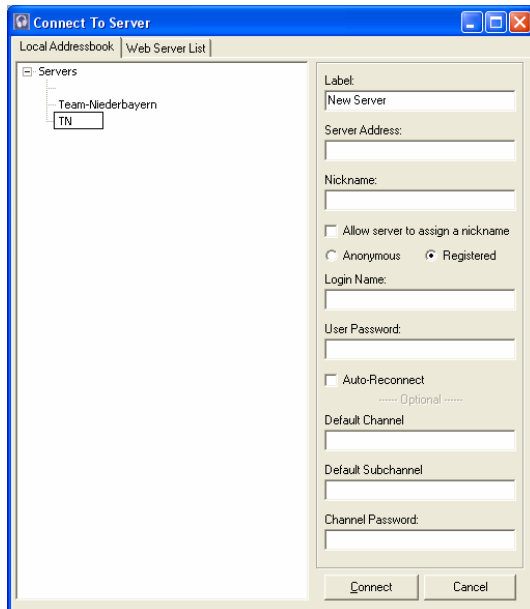 Connect To Server
Local Addressbook Web Server List
Servers
Team-Niederbayern
TN
Label:
New Server
Server Address:
Nickname:
Allow server to assign a nickname
Anonymous Registered
Login Name:
User Password:
Auto-Reconnect
------ Optional ------
Default Channel
Default Subchannel
Channel Password:
Connect Cancel